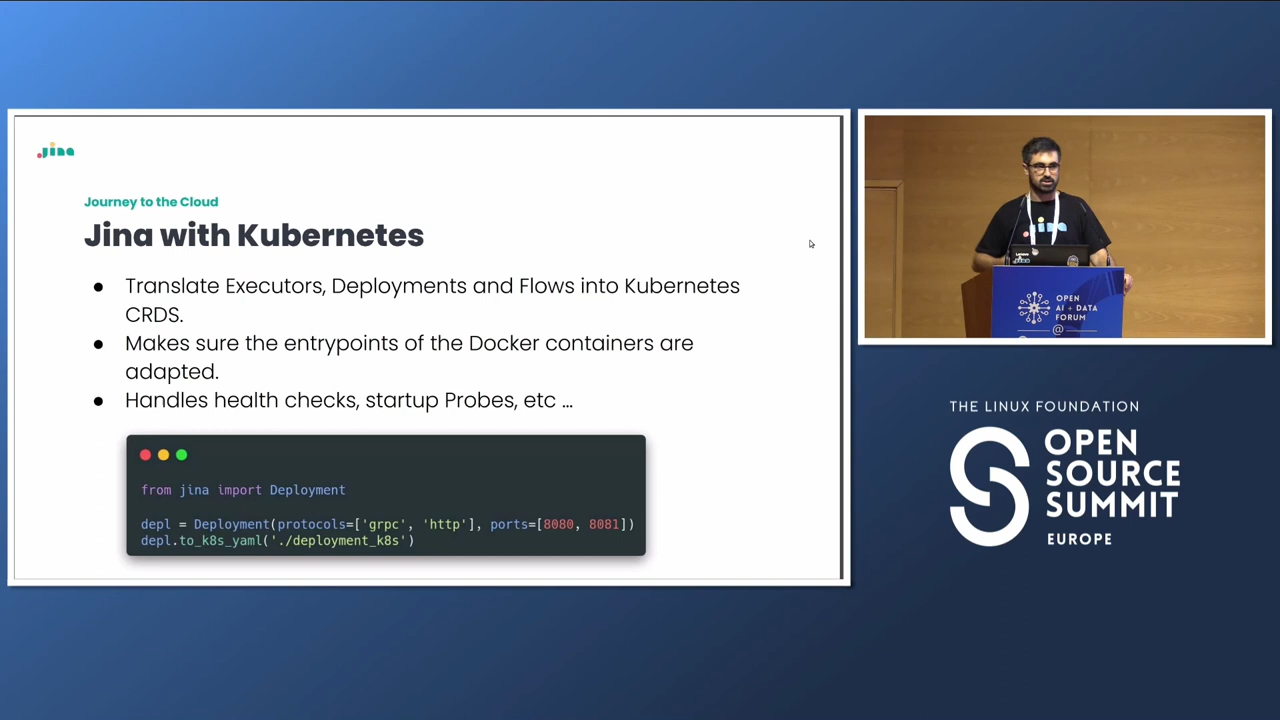 Jina
Journey to the Cloud
Jina with Kubernetes
● Translate Executors, Deployments and Flows into Kubernetes
CRDS.
● Makes sure the entrypoints of the Docker containers are
adapted.
● Handles health checks, startup Probes, etc ...
from jina import Deployment
depl = Deployment(protocols=['grpc', 'http'], ports=[8080, 8081])
depl.to_k8s_yaml('./deployment_k8s')
Jina
Lenovo
Jina
OPEN
AI + DATA
FORUM
@
THE LINUX FOUNDATION
OPEN
SOURCE
SUMMIT
EUROPE